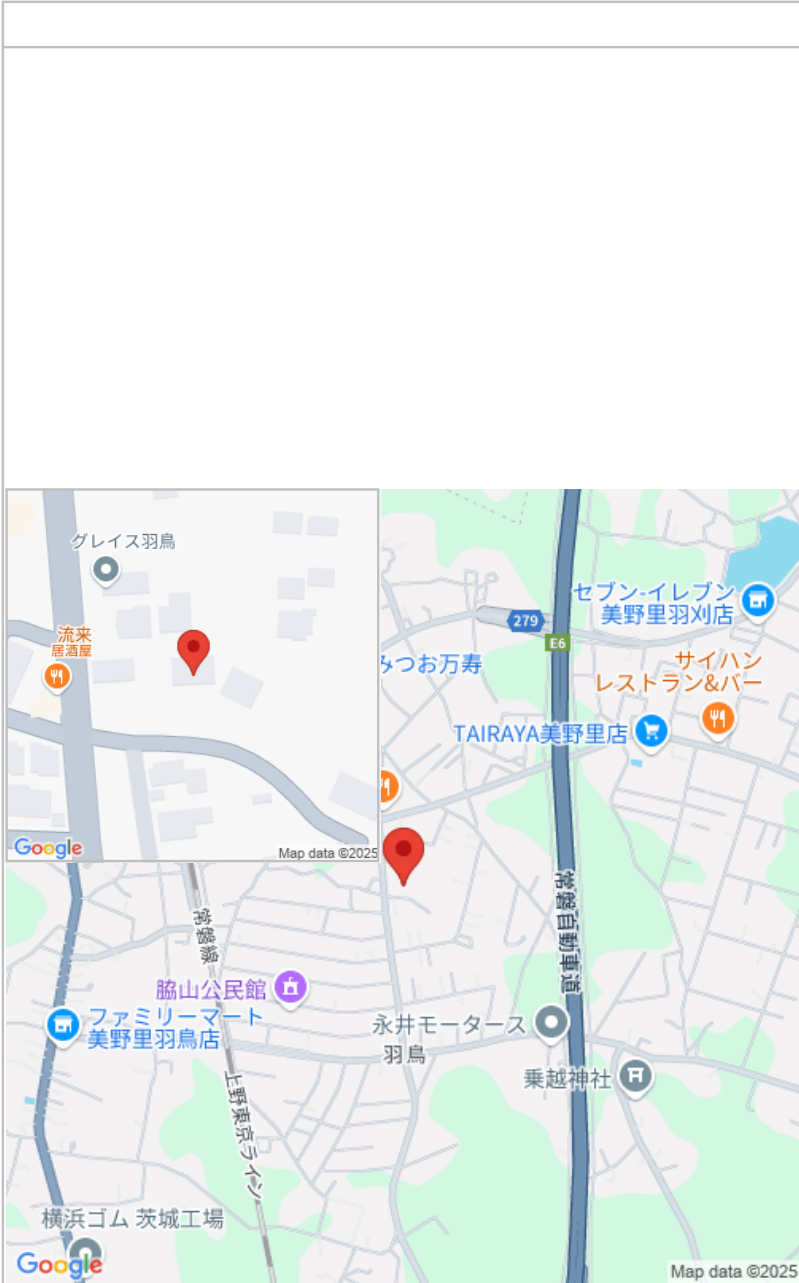 グレイス羽鳥
流来
居酒屋
Google
Map data ©2025
279
E6
セブン-イレブン
美野里羽刈店
みつお万寿
サイハン
レストラン&バー
TAIRAYA美野里店
常磐自動車道
常磐線
脇山公民館
ファミリーマート
美野里羽鳥店
永井モータース
羽鳥
乗越神社
上野東京ライン
横浜ゴム 茨城工場
Google
Map data ©2025